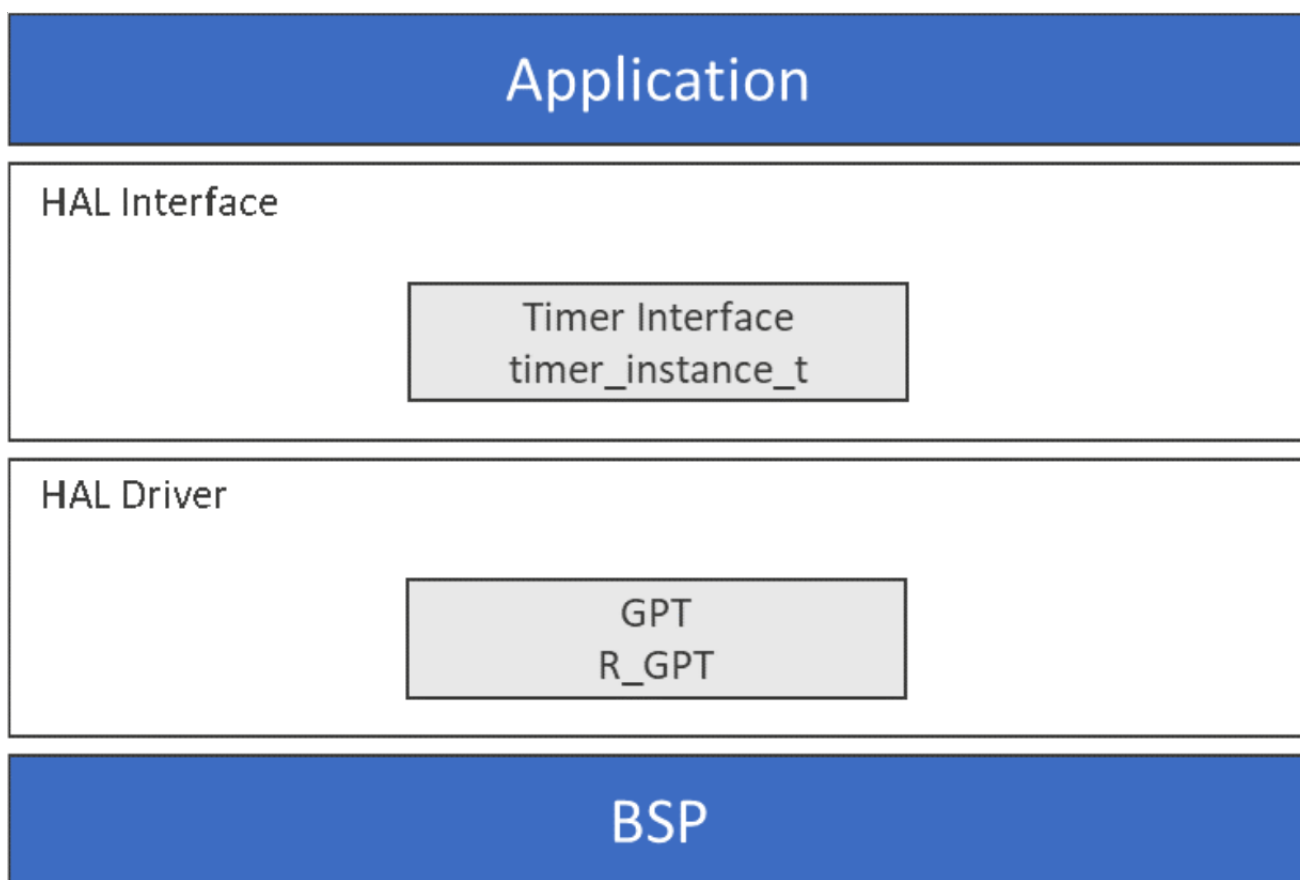 Application
HAL Interface
Timer Interface
timer_instance_t
HAL Driver
GPT
R_GPT
BSP